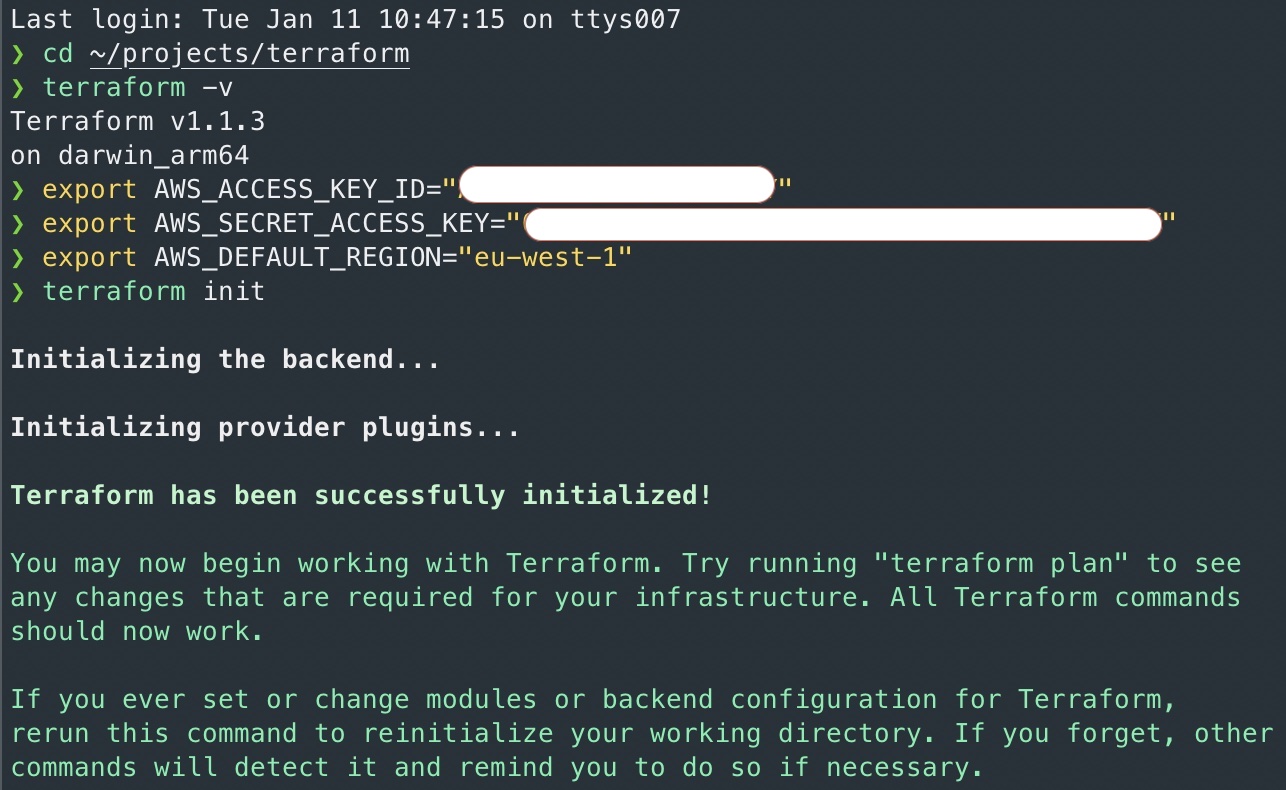 Last login: Tue Jan 11 10:47:15 on ttys007
❯ cd ~/projects/terraform
❯ terraform -v
Terraform v1.1.3
on darwin_arm64
❯ export AWS_ACCESS_KEY_ID=""
❯ export AWS_SECRET_ACCESS_KEY=""
❯ export AWS_DEFAULT_REGION="eu-west-1"
❯ terraform init
Initializing the backend...
Initializing provider plugins...
Terraform has been successfully initialized!
You may now begin working with Terraform. Try running "terraform plan" to see
any changes that are required for your infrastructure. All Terraform commands
should now work.
If you ever set or change modules or backend configuration for Terraform,
rerun this command to reinitialize your working directory. If you forget, other
commands will detect it and remind you to do so if necessary.